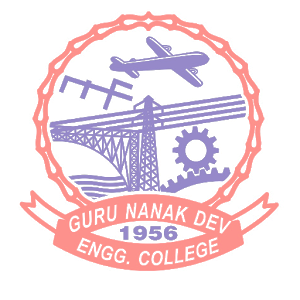 GURU NANAK DEV
1956
ENGG. COLLEGE